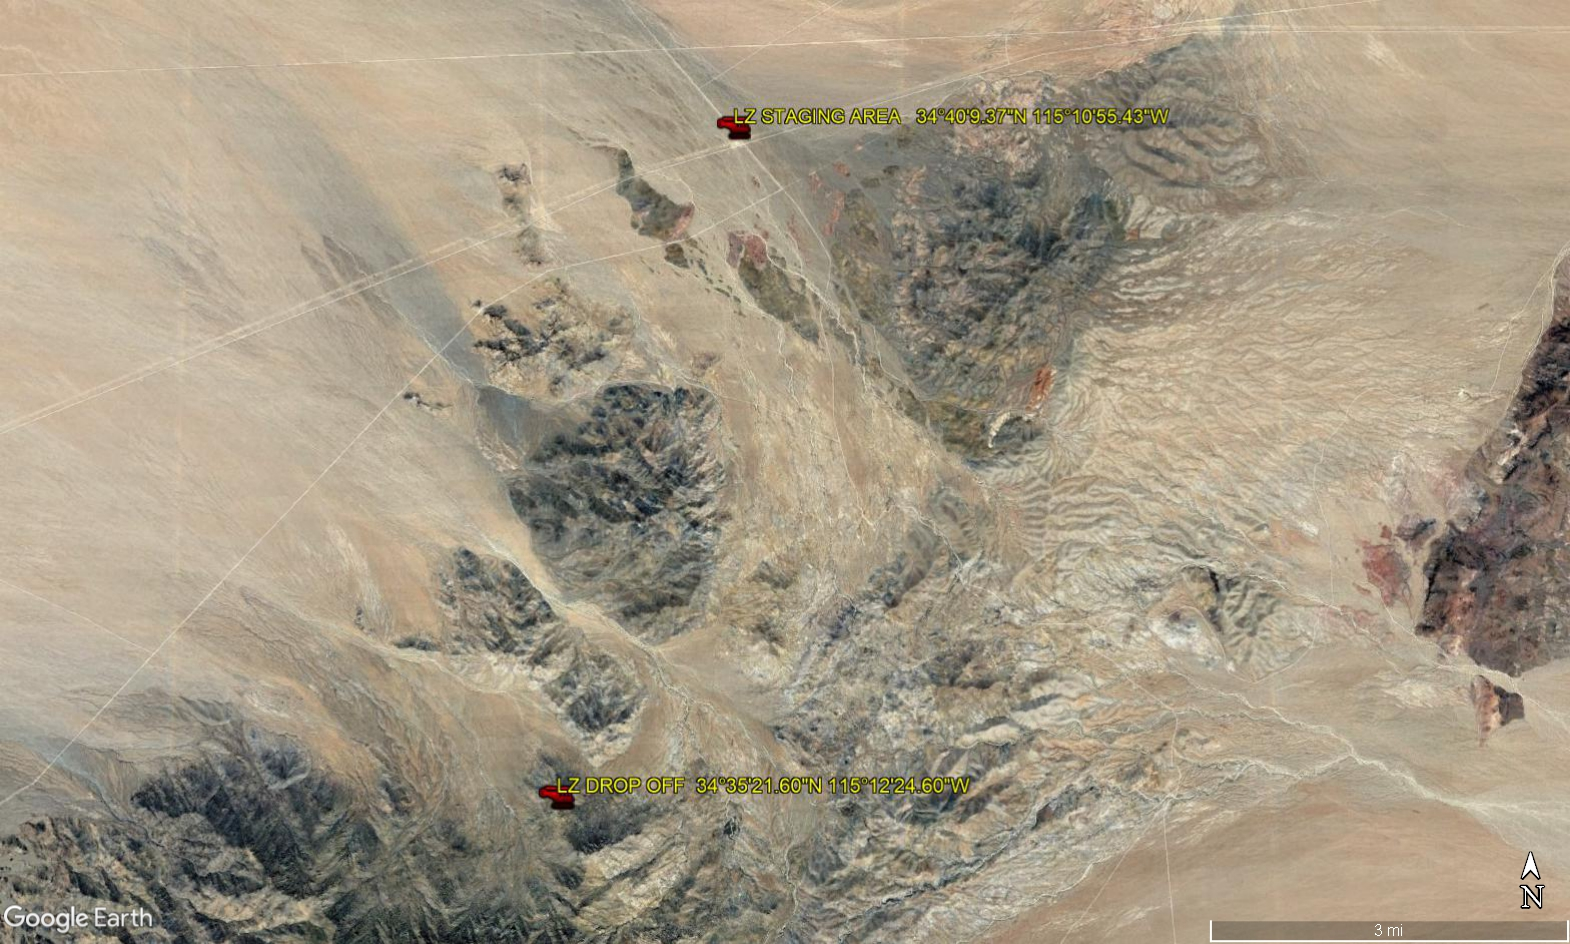 LZ STAGING AREA 34°40'9.37"N 115°10'55.43"W
LZ DROP OFF 34°35'21.60"N 115°12'24.60"W
N
Google Earth
3 mi